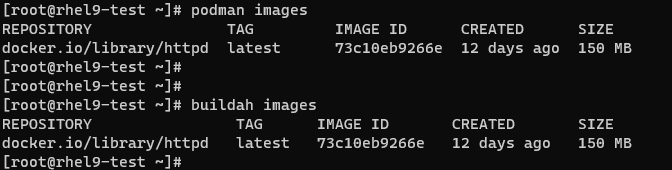 [root@rhel9-test ~]# podman images
REPOSITORY TAG IMAGE ID CREATED SIZE
docker.io/library/httpd latest 73c10eb9266e 12 days ago 150 MB
[root@rhel9-test ~]#
[root@rhel9-test ~]#
[root@rhel9-test ~]# buildah images
REPOSITORY TAG IMAGE ID CREATED SIZE
docker.io/library/httpd latest 73c10eb9266e 12 days ago 150 MB
[root@rhel9-test ~]#